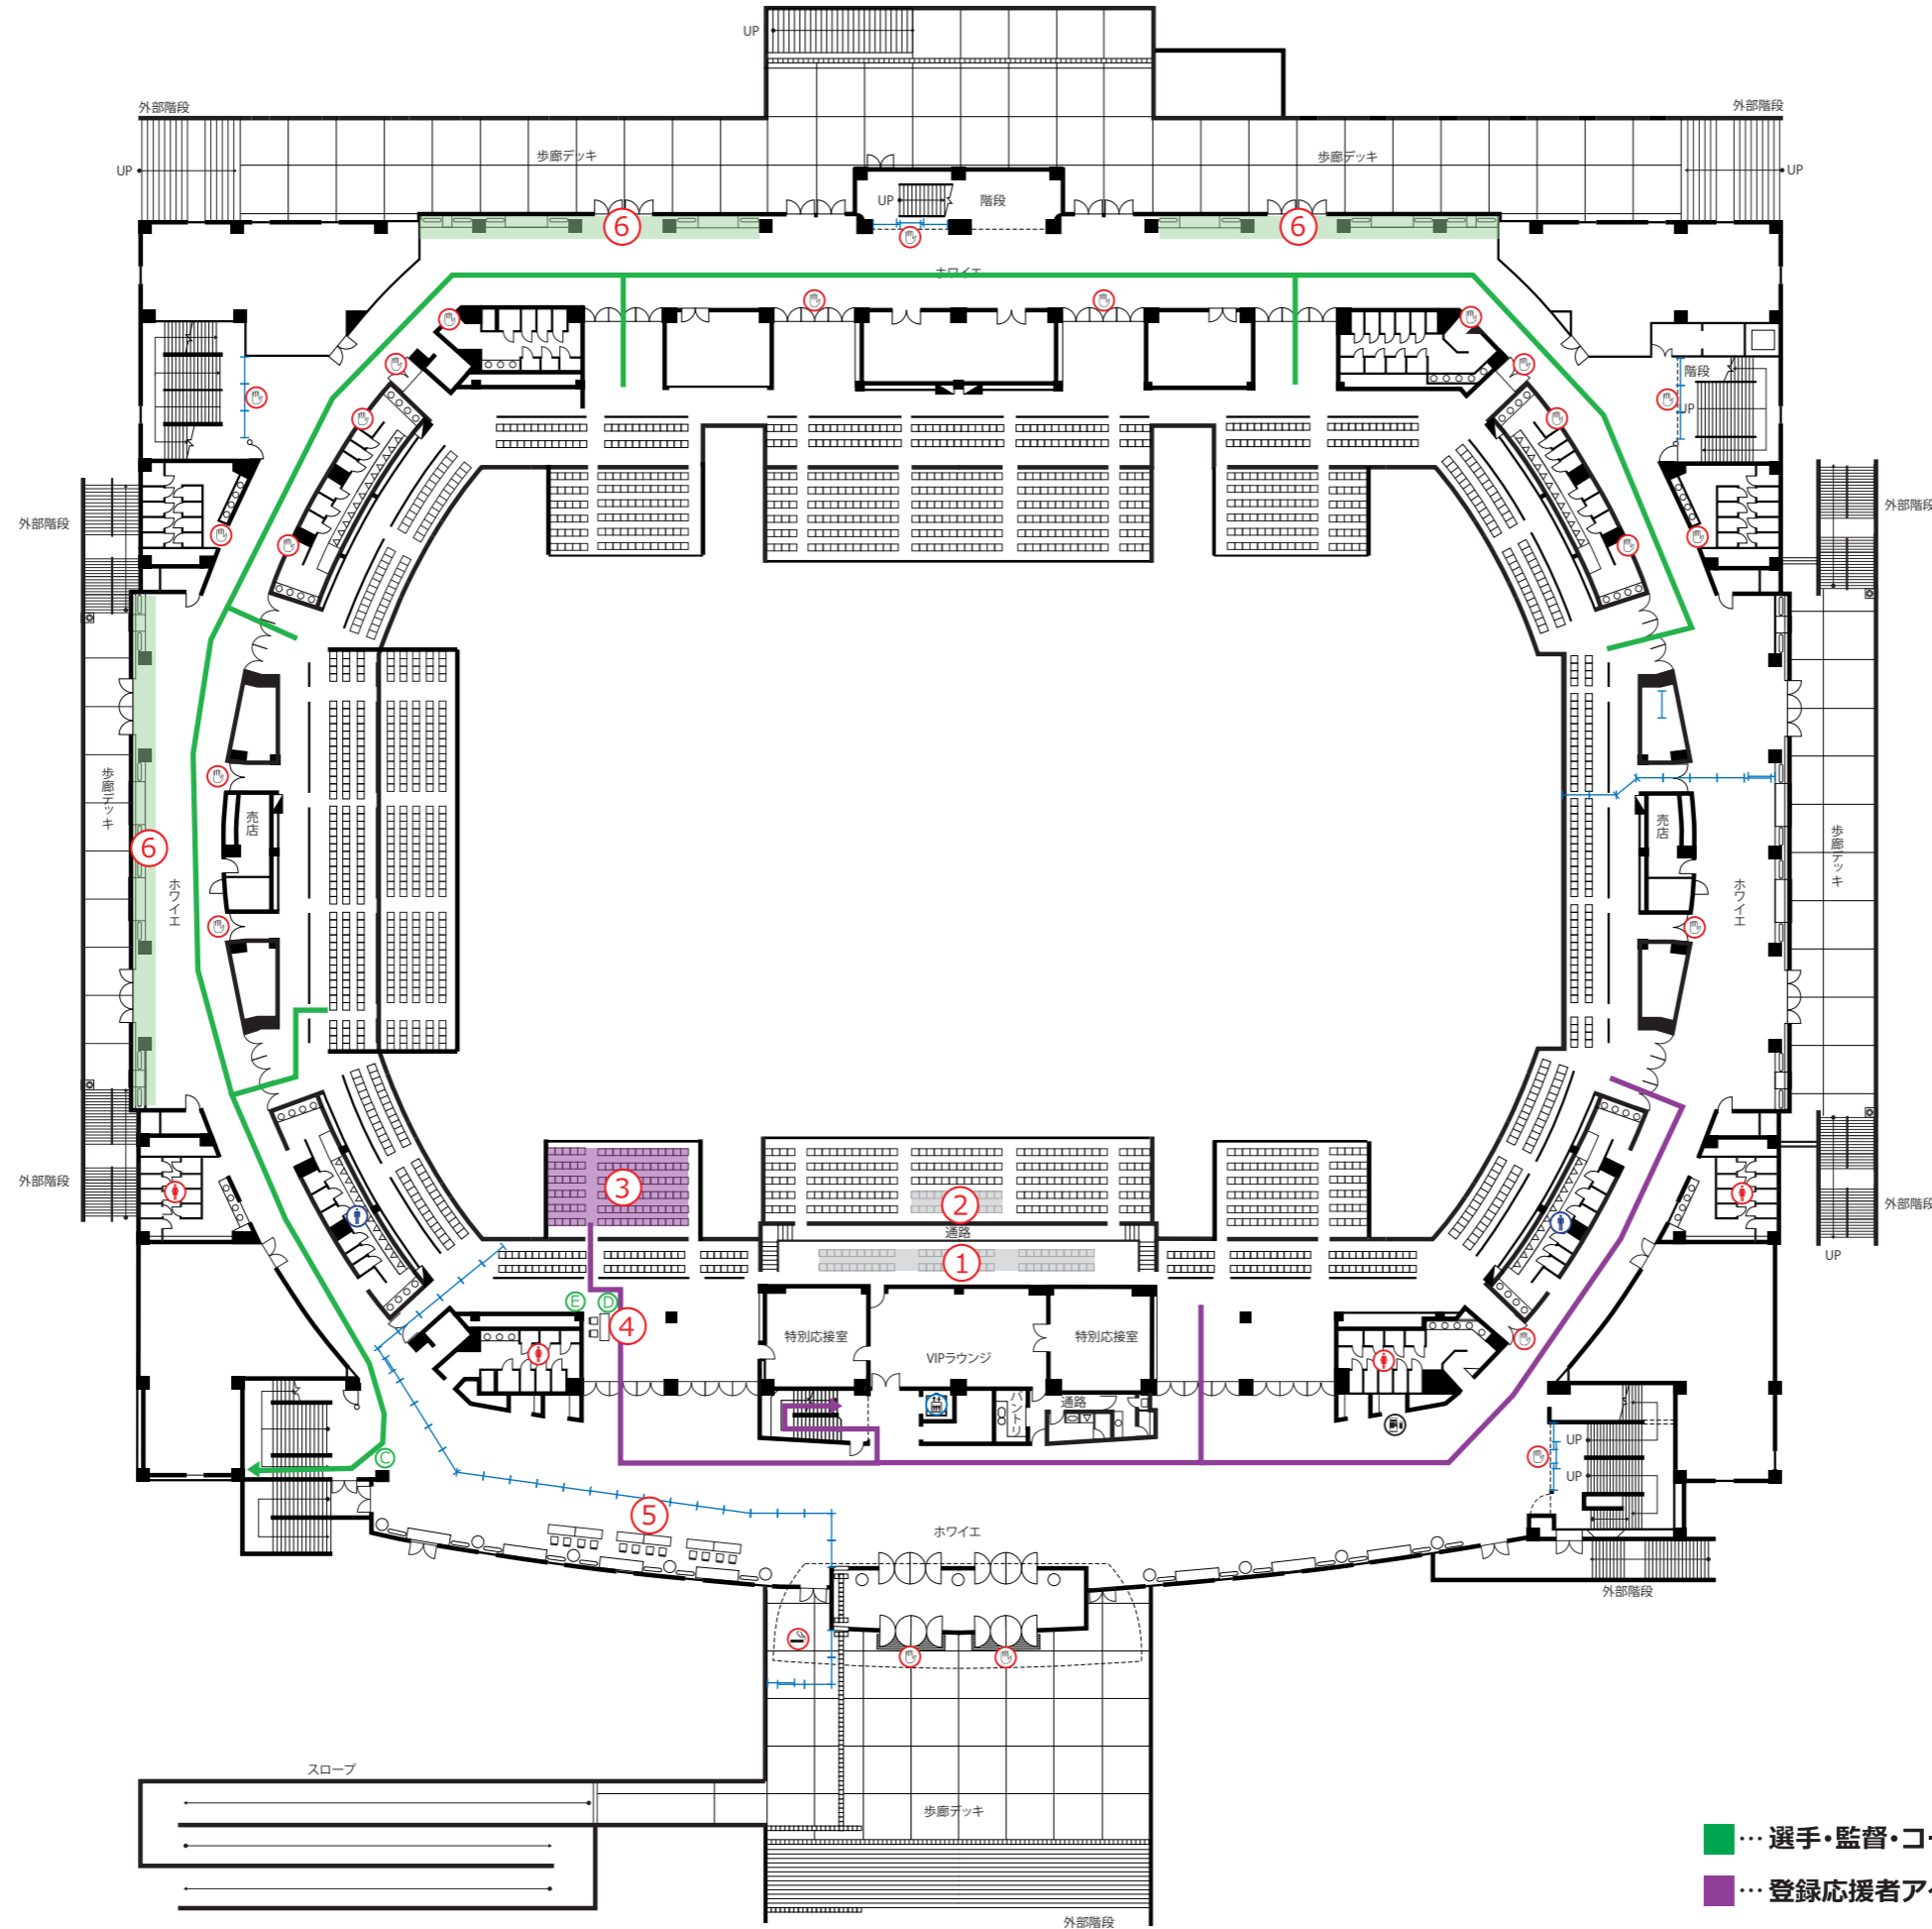 UP
外部階段
外部階段
歩廊デッキ
歩廊デッキ
UP
UP
UP
階段
6
6
ホワイエ
階段
UP
外部階段
外部階段
歩廊デッキ
売店
売店
歩廊デッキ
6
ホワイエ
ホワイエ
外部階段
3
2
外部階段
通路
UP
1
E
D
4
特別応接室
特別応接室
VIPラウンジ
パントリ
通路
C
UP
UP
5
ホワイエ
外部階段
スロープ
歩廊デッキ
…選手・監督・コー
…登録応援者ア
外部階段